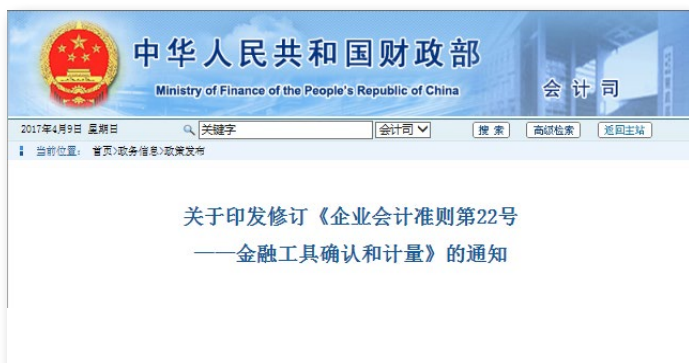 中华人民共和国财政部
Ministry of Finance of the People's Republic of China
会计司
2017年4月9日 星期日 关键字 会计司 搜索 高级检索 返回主站
当前位置： 首页>政务信息>政策发布
关于印发修订《企业会计准则第22号
——金融工具确认和计量》的通知